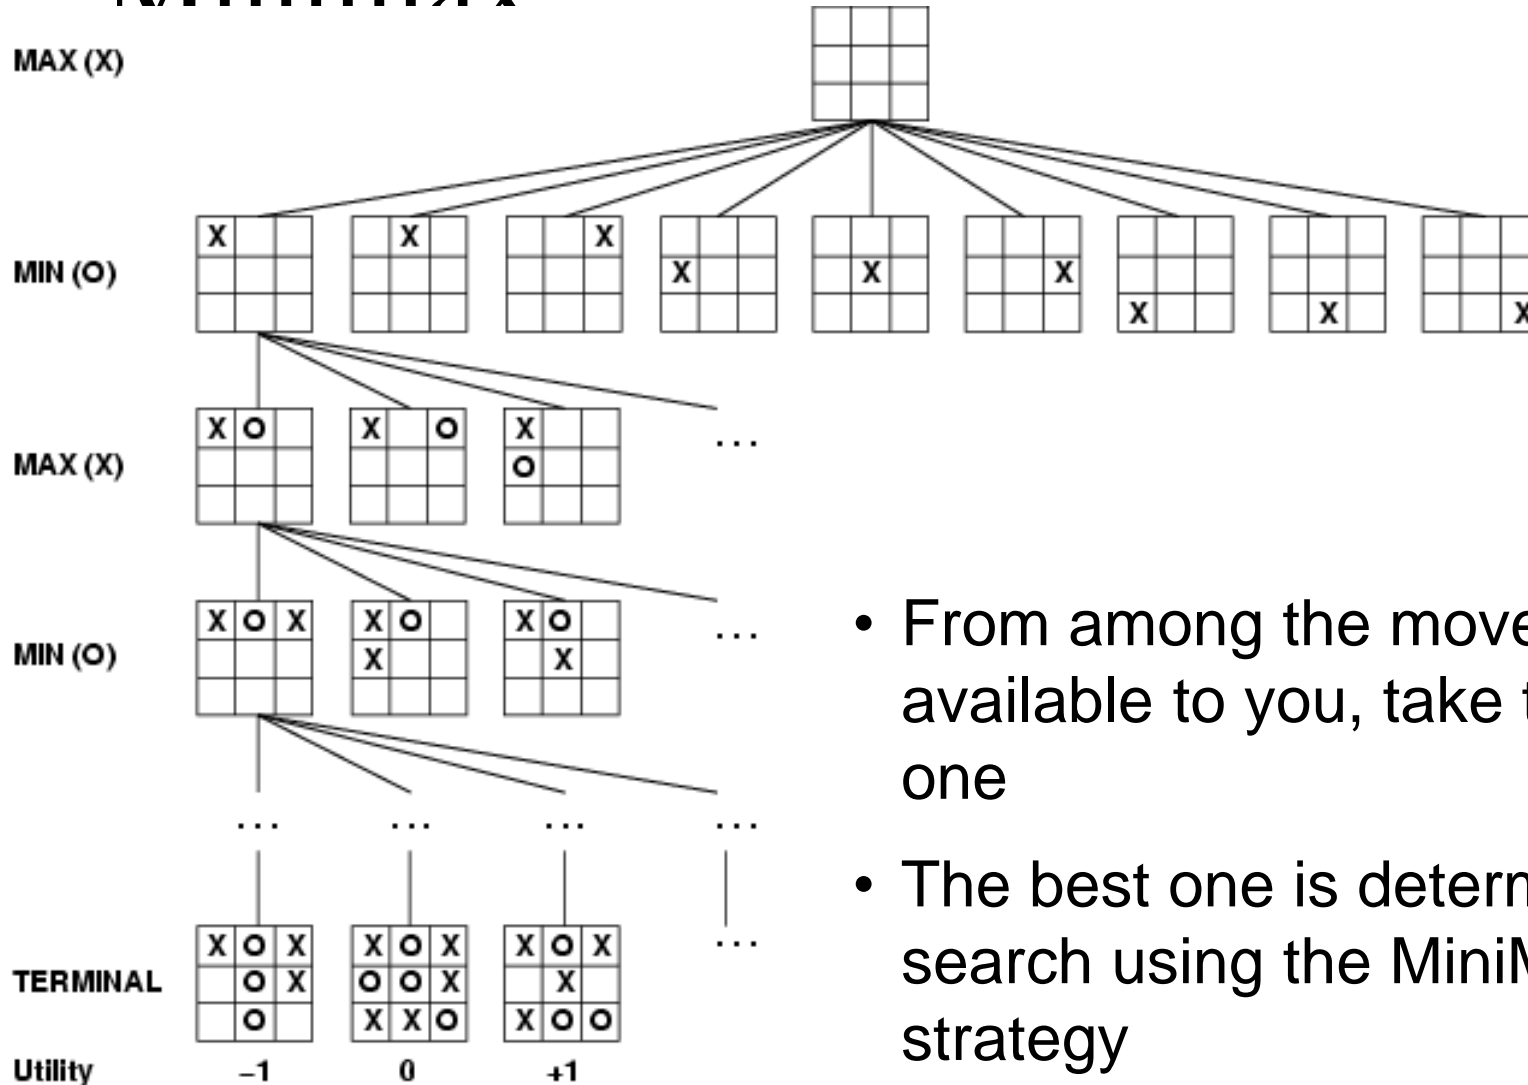 MAX (X)
X X X
MIN (O) X X X
X X X
X O X O X ...
MAX (X) O
X O X X O X O ...
MIN (O) X X
• From among the move
available to you, take t
one
... ... ... ...
• The best one is determ
search using the MiniM
strategy
X O X X O X X O X ...
TERMINAL O X O O X X
O X X O X O O
Utility −1 0 +1